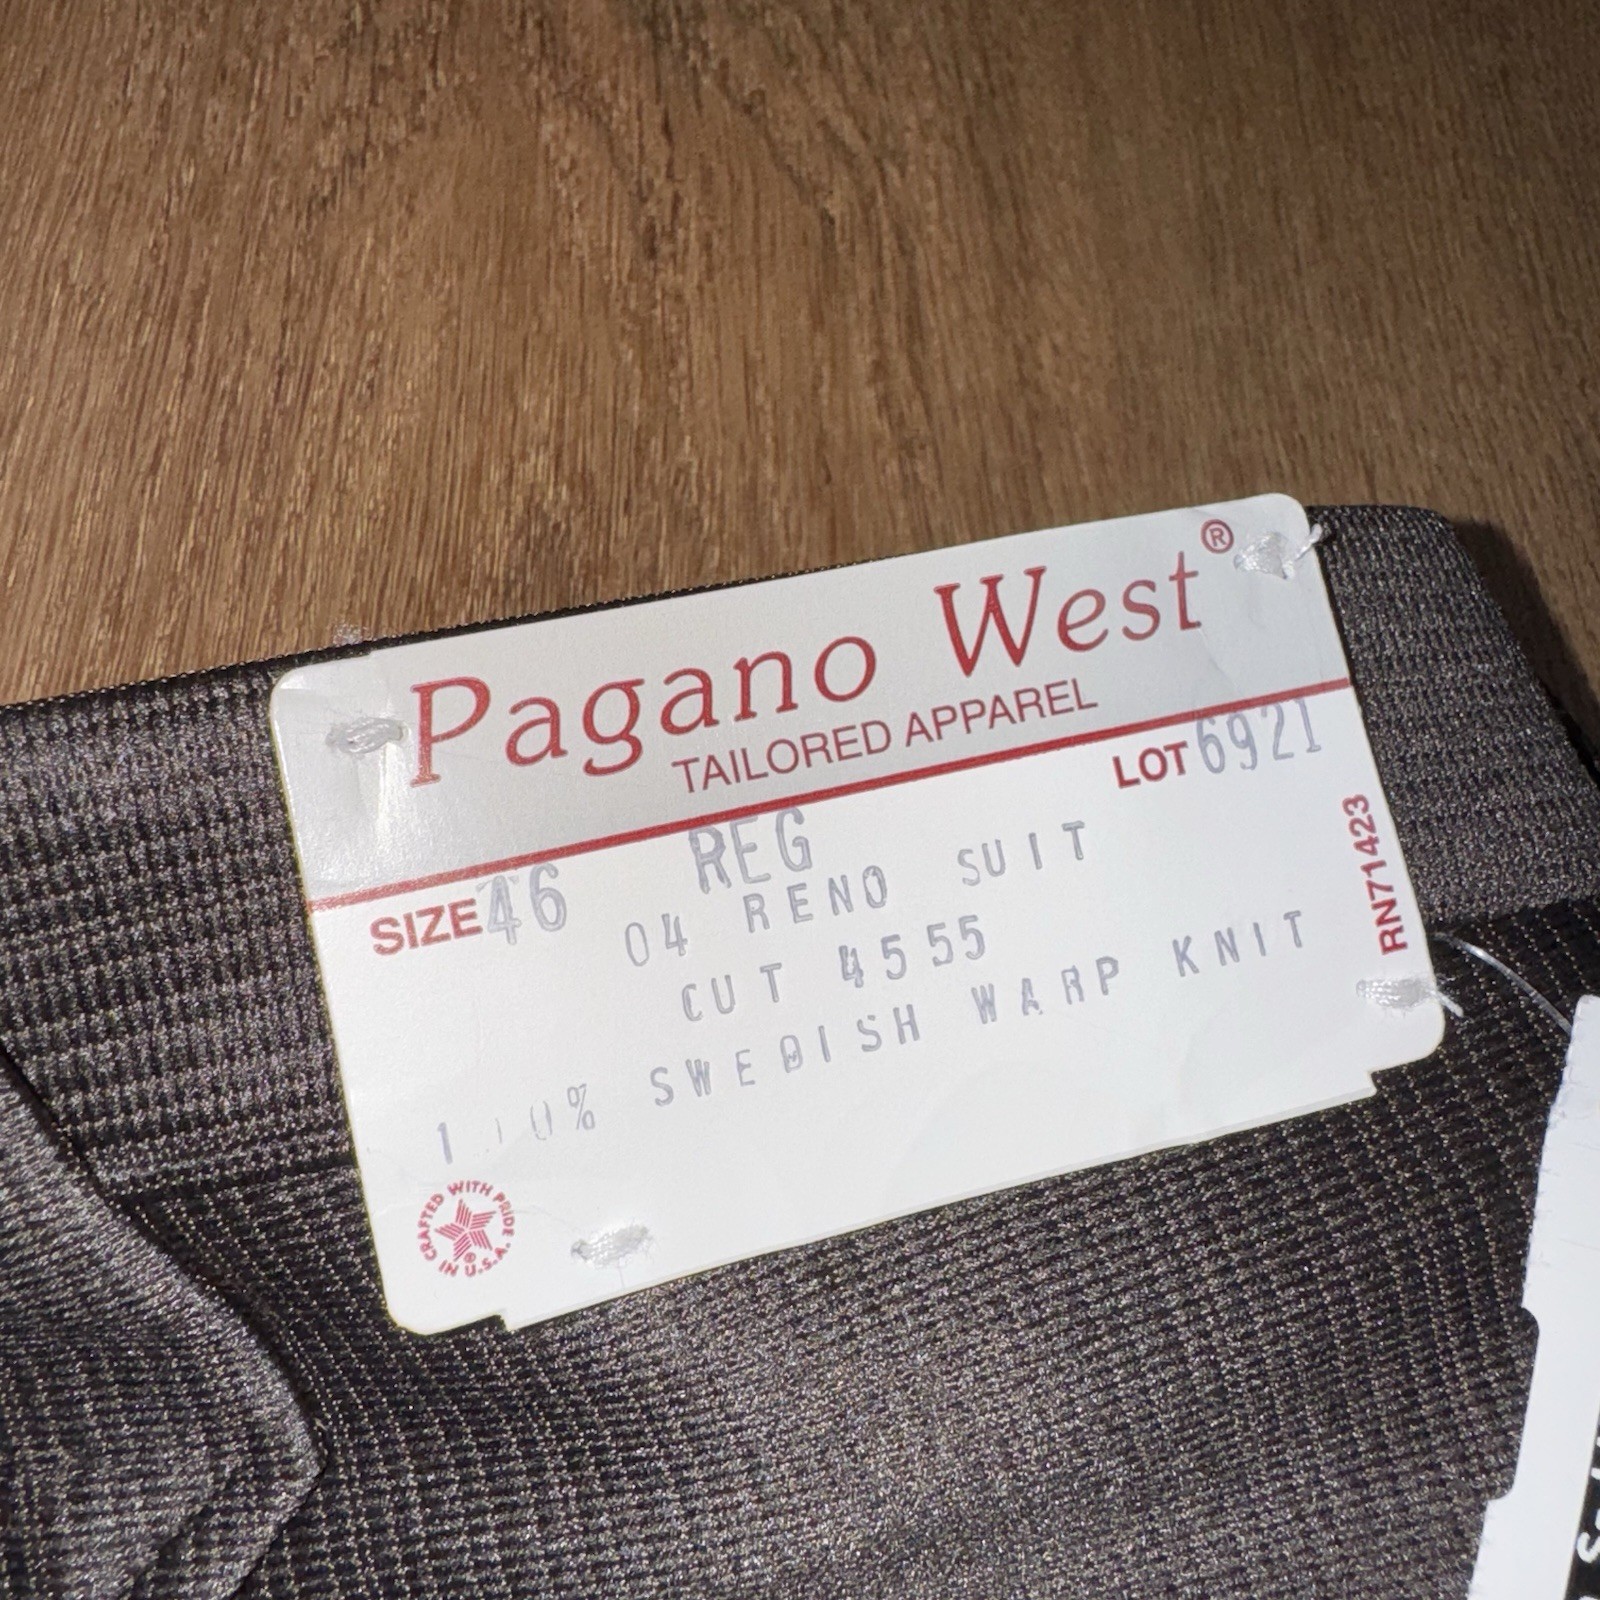 Pagano West®
TAILORED APPAREL
LOT 6921
SIZE 46 REG
04 RENO SUIT
CUT 4555
100% SWEDISH WARP KNIT
RN71423
CRAFTED WITH PRIDE
IN U.S.A.